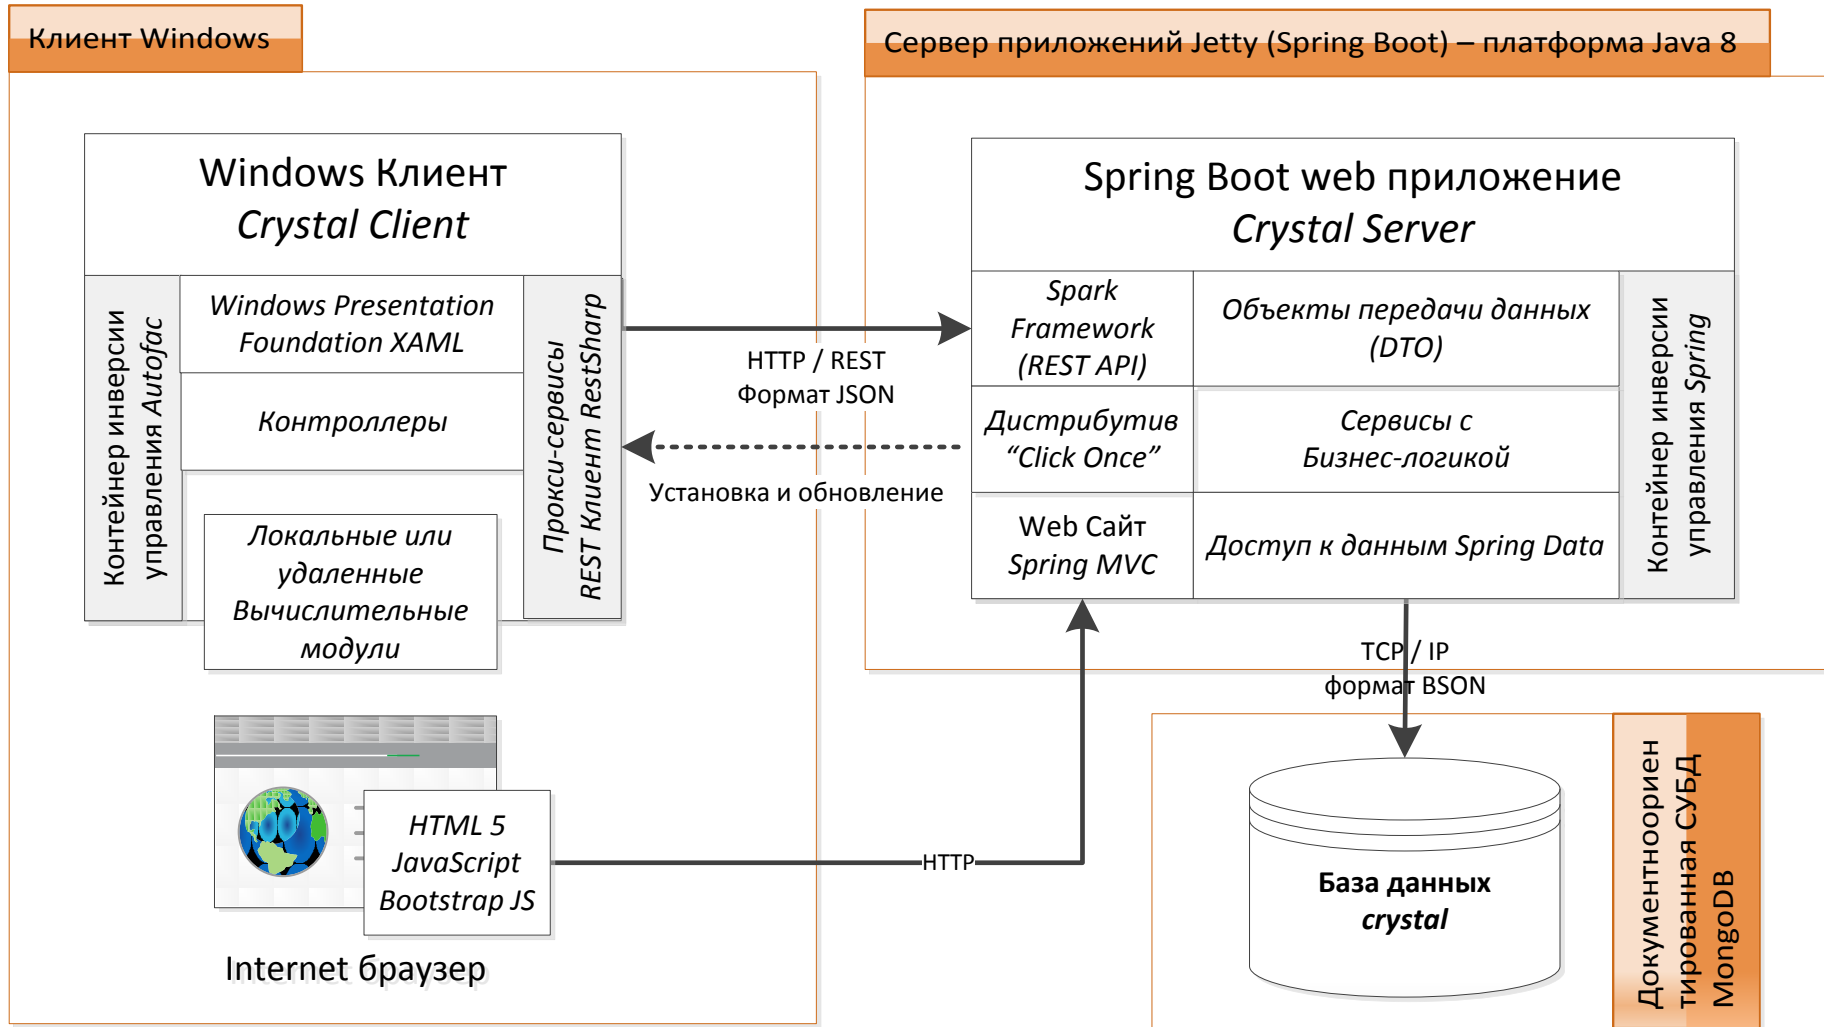 Клиент Windows
Windows Клиент
Crystal Client
Контейнер инверсии
управления Autofac
Windows Presentation
Foundation XAML
Контроллеры
Локальные или
удаленные
Вычислительные
модули
Прокси-сервисы
REST Клиент RestSharp
HTML 5
JavaScript
Bootstrap JS
Internet браузер
HTTP / REST
Формат JSON
Установка и обновление
HTTP
Сервер приложений Jetty (Spring Boot) – платформа Java 8
Spring Boot web приложение
Crystal Server
Spark
Framework
(REST API)
Объекты передачи данных
(DTO)
Дистрибутив
“Click Once”
Сервисы с
Бизнес-логикой
Web Сайт
Spring MVC
Доступ к данным Spring Data
Контейнер инверсии
управления Spring
TCP / IP
формат BSON
База данных
crystal
Документноориен
тированная СУБД
MongoDB